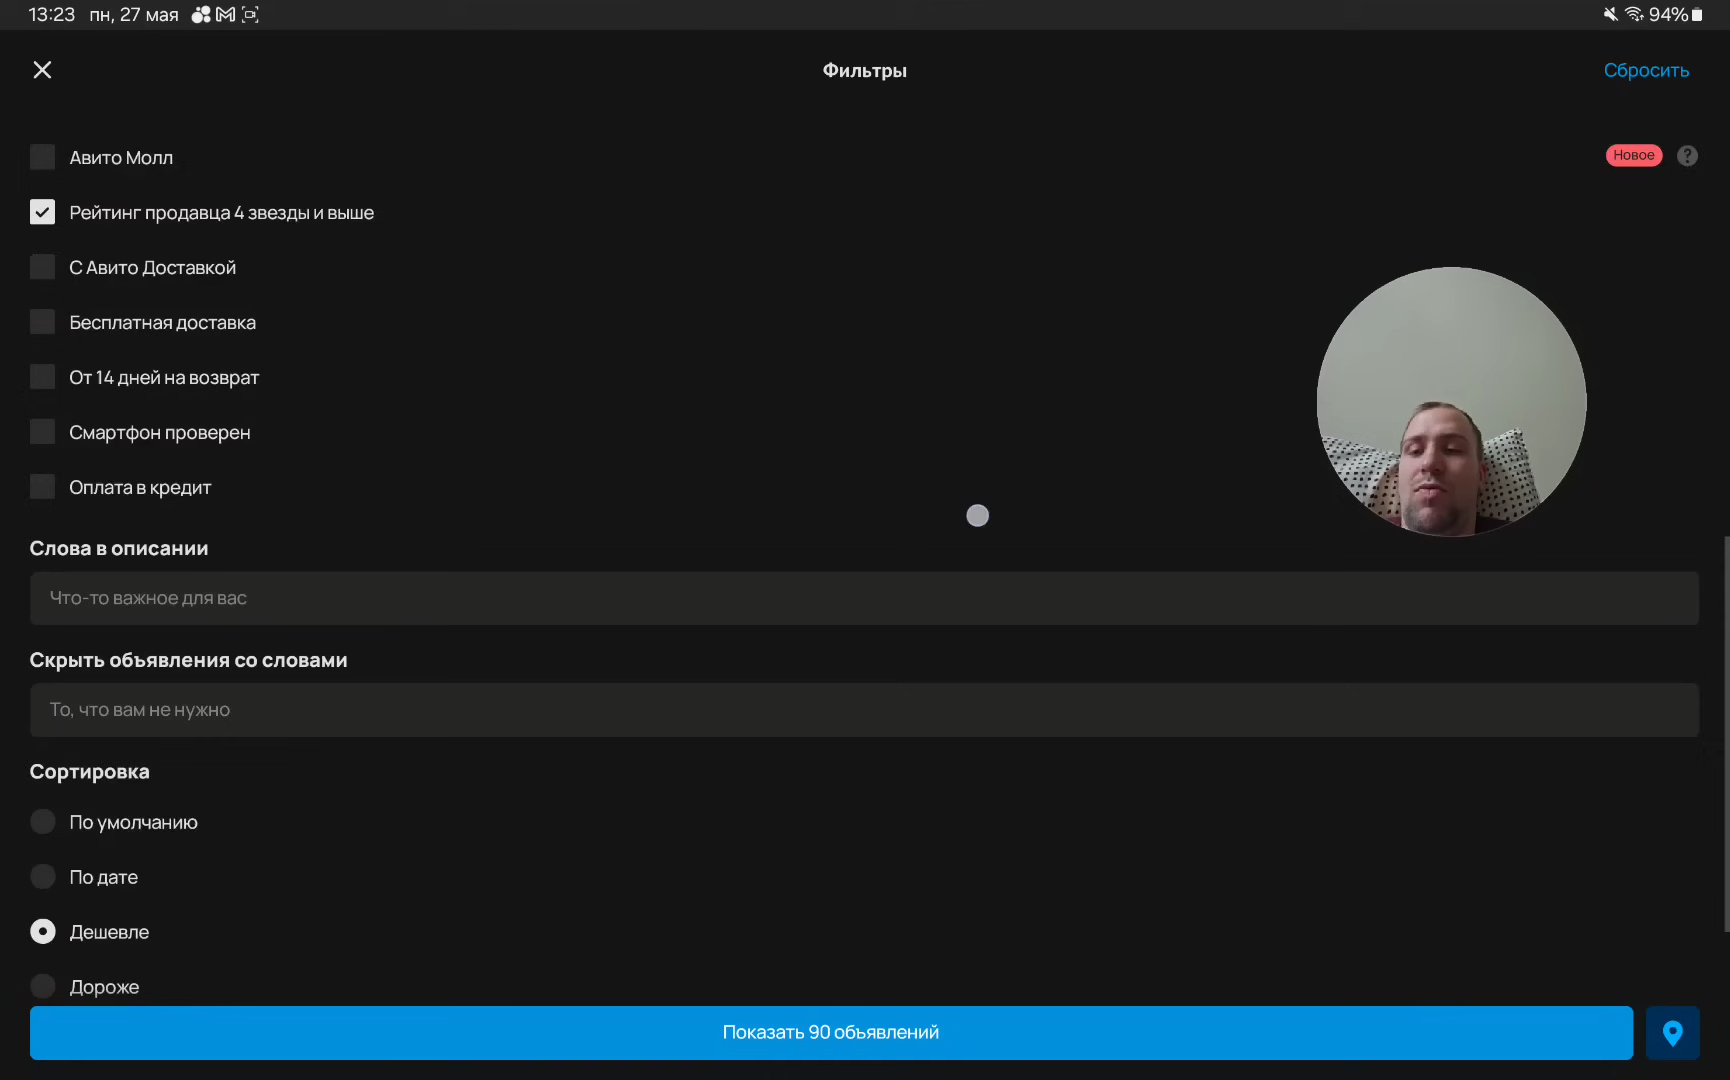 13:23 пн, 27 мая 94%
Фильтры Сбросить
Авито Молл Новое ?
Рейтинг продавца 4 звезды и выше
С Авито Доставкой
Бесплатная доставка
От 14 дней на возврат
Смартфон проверен
Оплата в кредит
Слова в описании
Что-то важное для вас
Скрыть объявления со словами
То, что вам не нужно
Сортировка
По умолчанию
По дате
Дешевле
Дороже
Показать 90 объявлений